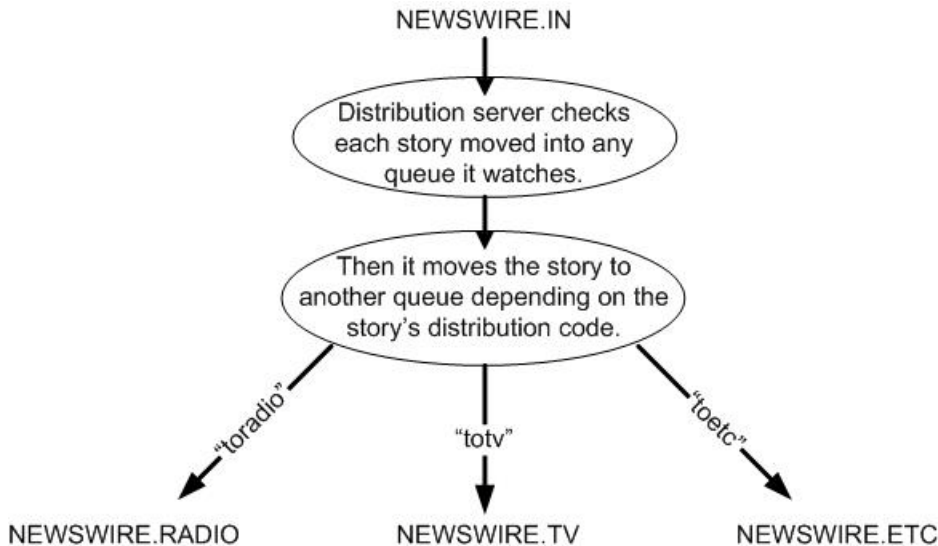 NEWSWIRE.IN
Distribution server checks
each story moved into any
queue it watches.
Then it moves the story to
another queue depending on the
story's distribution code.
“toradio”
“totv”
“toetc”
NEWSWIRE.RADIO
NEWSWIRE.TV
NEWSWIRE.ETC